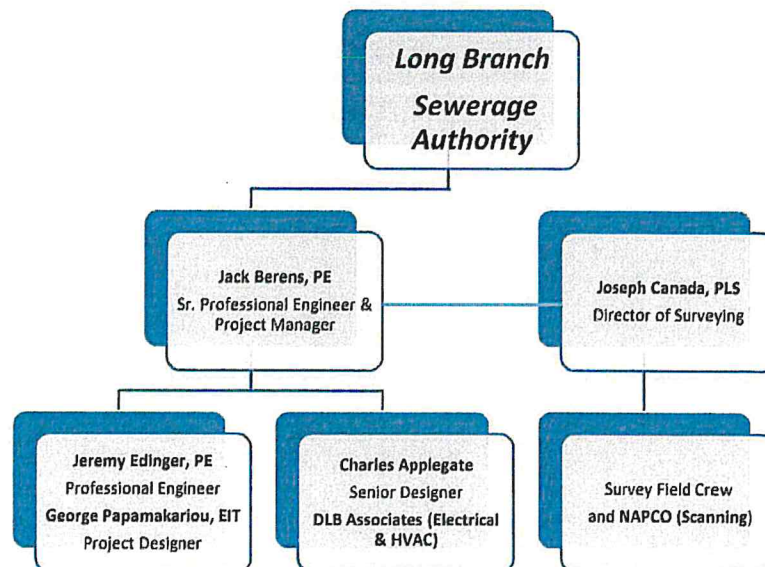 Long Branch
Sewerage
Authority
Jack Berens, PE
Sr. Professional Engineer &
Project Manager
Joseph Canada, PLS
Director of Surveying
Jeremy Edinger, PE
Professional Engineer
George Papamakariou, EIT
Project Designer
Charles Applegate
Senior Designer
DLB Associates (Electrical
& HVAC)
Survey Field Crew
and NAPCO (Scanning)